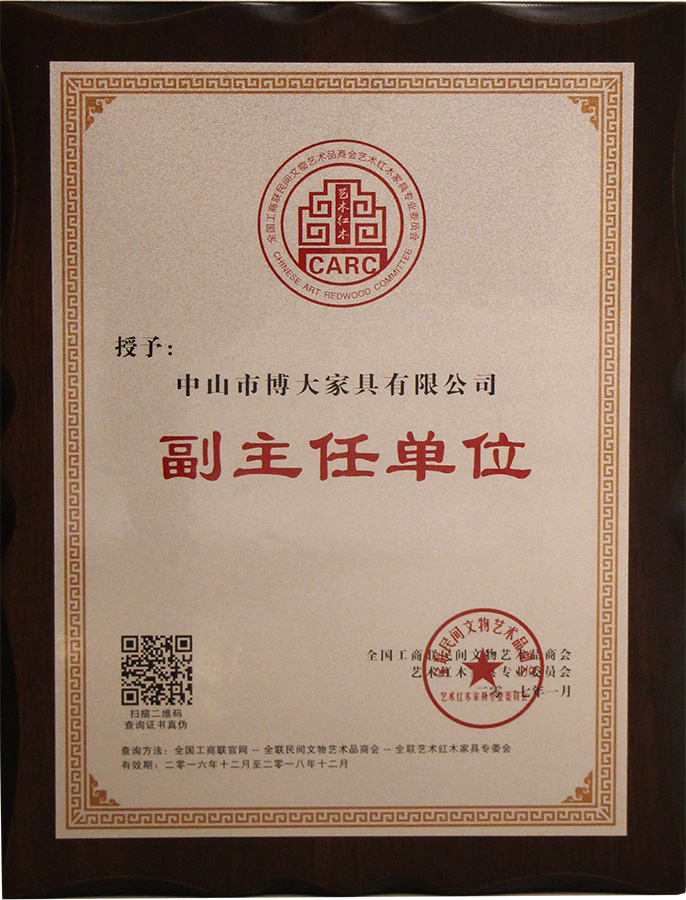 全国工商联民间文物艺术品商会艺术红木家具专业委员会
艺术红木
CARC
CHINESE ART REDWOOD COMMITTEE
授予：
中山市博大家具有限公司
副主任单位
全国工商联民间文物艺术品商会
艺术红木家具专业委员会
二零一七年一月
艺术红木家具专业委员会
扫描二维码
查询证书真伪
查询方法：全国工商联官网 -- 全联民间文物艺术品商会 -- 全联艺术红木家具专委会
有效期：二零一六年十二月至二零一八年十二月